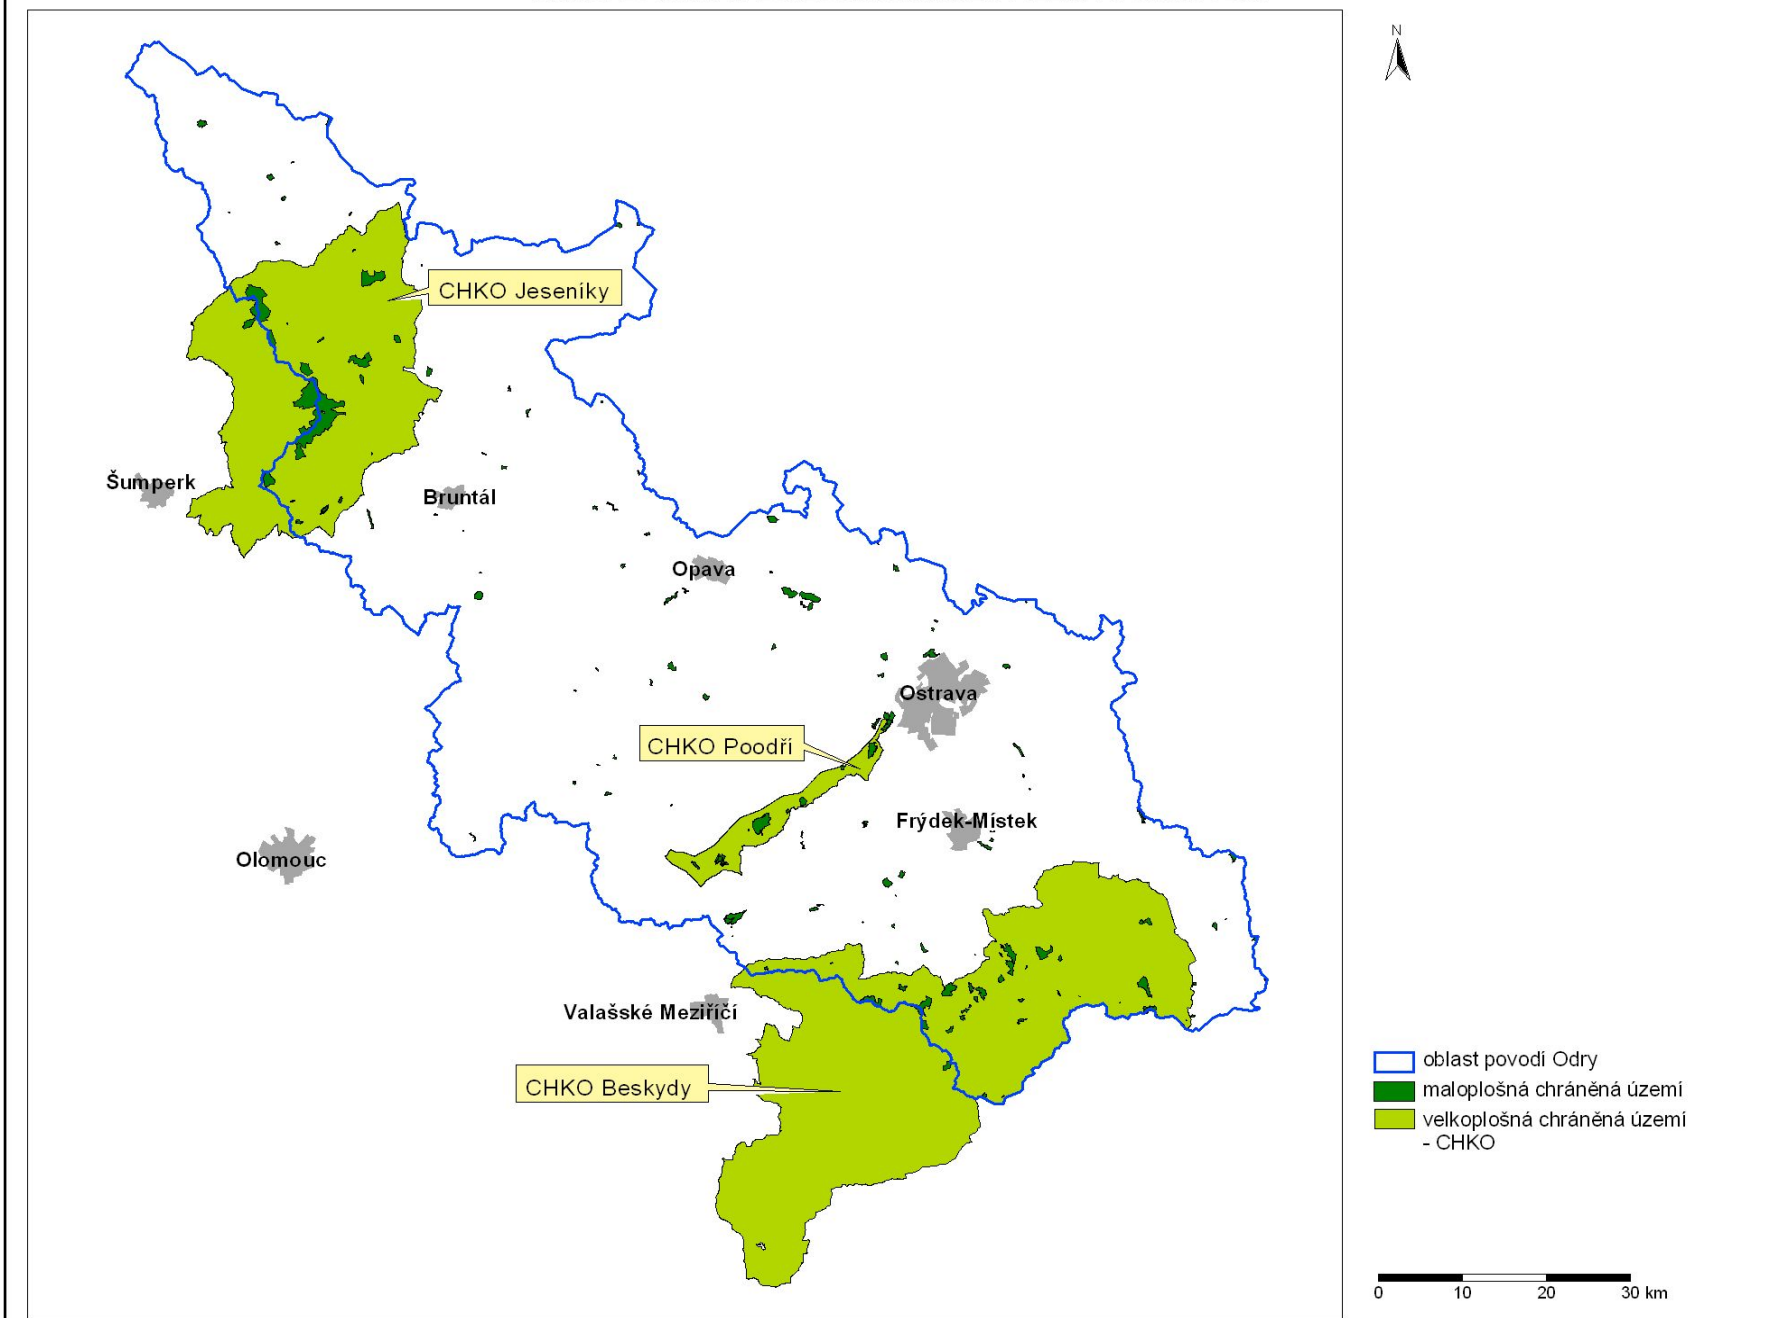 N
CHKO Jeseníky
Šumperk
Bruntál
Opava
Ostrava
CHKO Poodří
Frýdek-Místek
Olomouc
Valašské Meziříčí
CHKO Beskydy
oblast povodí Odry
maloplošná chráněná území
velkoplošná chráněná území
- CHKO
0 10 20 30 km